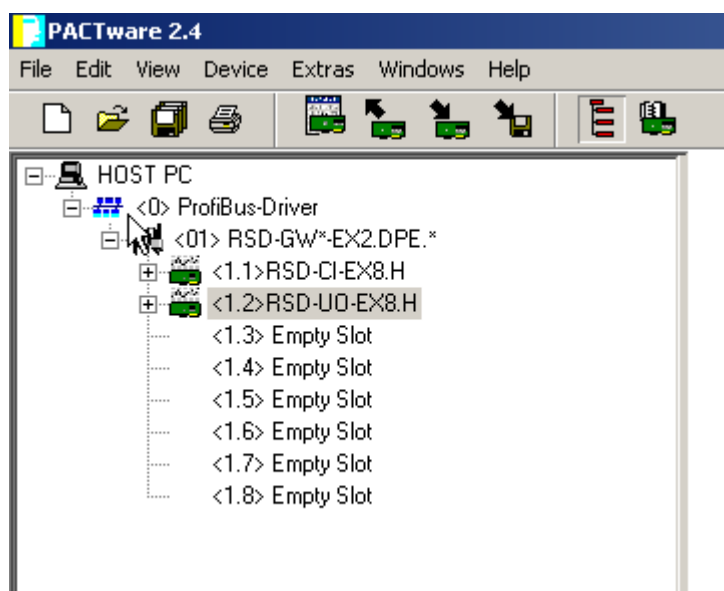 PACTware 2.4
File Edit View Device Extras Windows Help
HOST PC
<0> ProfiBus-Driver
<01> RSD-GW*-EX2.DPE.*
<1.1>RSD-CI-EX8.H
<1.2>RSD-UO-EX8.H
<1.3> Empty Slot
<1.4> Empty Slot
<1.5> Empty Slot
<1.6> Empty Slot
<1.7> Empty Slot
<1.8> Empty Slot